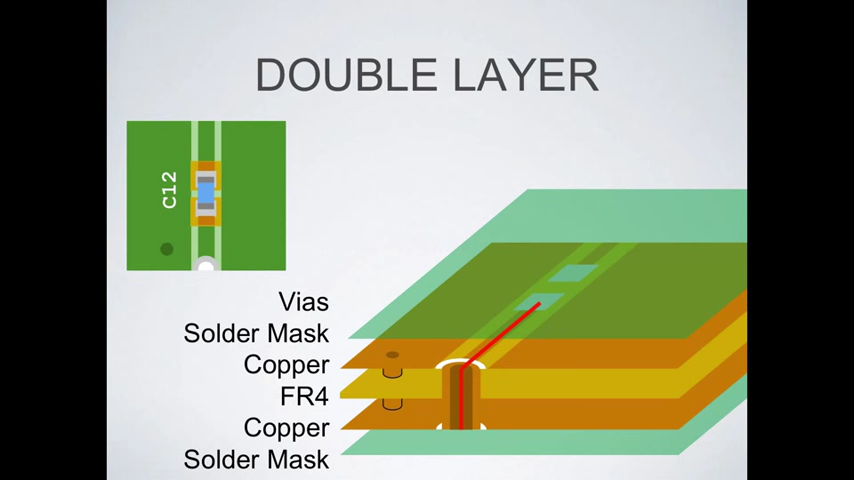 DOUBLE LAYER
C12
Vias
Solder Mask
Copper
FR4
Copper
Solder Mask